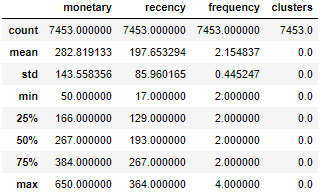 monetary recency frequency clusters
count 7453.000000 7453.000000 7453.000000 7453.0
mean 282.819133 197.653294 2.154837 0.0
std 143.558356 85.960165 0.445247 0.0
min 50.000000 17.000000 2.000000 0.0
25% 166.000000 129.000000 2.000000 0.0
50% 267.000000 193.000000 2.000000 0.0
75% 384.000000 267.000000 2.000000 0.0
max 650.000000 364.000000 4.000000 0.0